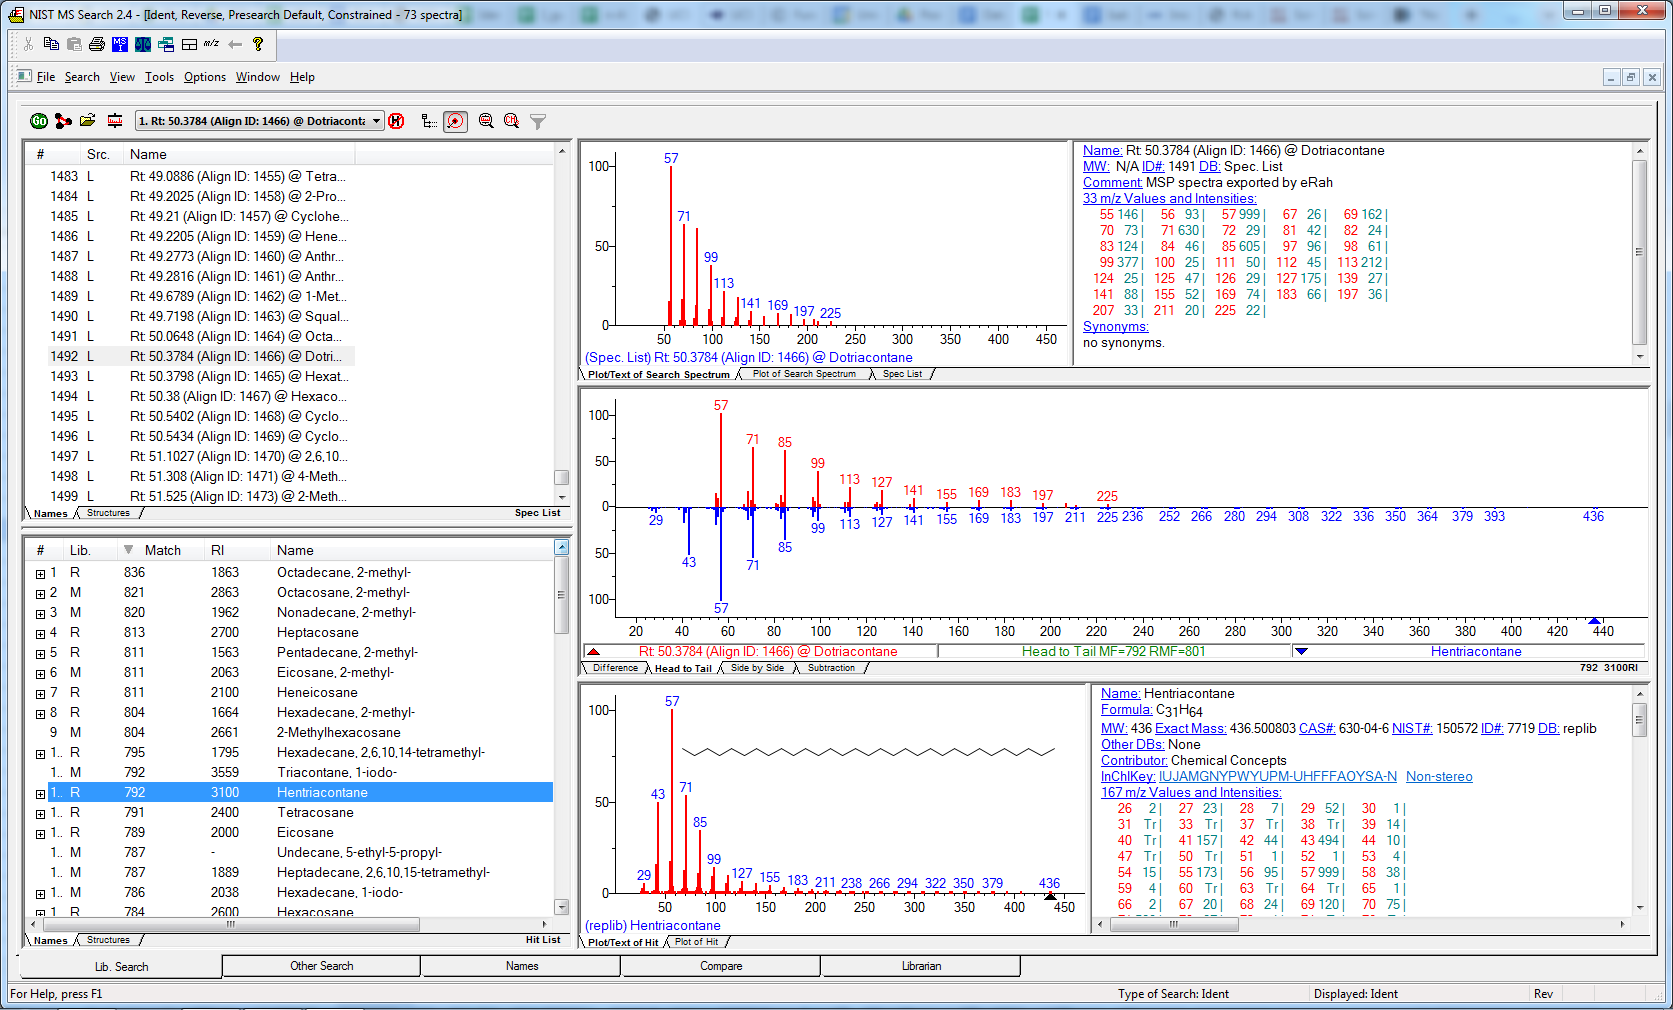 NIST MS Search 2.4 - [Ident, Reverse, Presearch Default, Constrained - 73 spectra]
File Search View Tools Options Window Help
1. Rt: 50.3784 (Align ID: 1466) @ Dotriaconta
# Src. Name
1483 L Rt: 49.0886 (Align ID: 1455) @ Tetra...
1484 L Rt: 49.2025 (Align ID: 1458) @ 2-Pro...
1485 L Rt: 49.21 (Align ID: 1457) @ Cyclohe...
1486 L Rt: 49.2205 (Align ID: 1459) @ Hene...
1487 L Rt: 49.2773 (Align ID: 1460) @ Anthr...
1488 L Rt: 49.2816 (Align ID: 1461) @ Anthr...
1489 L Rt: 49.6789 (Align ID: 1462) @ 1-Met...
1490 L Rt: 49.7198 (Align ID: 1463) @ Squal...
1491 L Rt: 50.0648 (Align ID: 1464) @ Octa...
1492 L Rt: 50.3784 (Align ID: 1466) @ Dotri...
1493 L Rt: 50.3798 (Align ID: 1465) @ Hexat...
1494 L Rt: 50.38 (Align ID: 1467) @ Hexaco...
1495 L Rt: 50.5402 (Align ID: 1468) @ Cyclo...
1496 L Rt: 50.5434 (Align ID: 1469) @ Cyclo...
1497 L Rt: 51.1027 (Align ID: 1470) @ 2,6,10...
1498 L Rt: 51.308 (Align ID: 1471) @ 4-Meth...
1499 L Rt: 51.525 (Align ID: 1473) @ 2-Meth...
Names Structures Spec List
# Lib. Match RI Name
1 R 836 1863 Octadecane, 2-methyl-
2 M 821 2863 Octacosane, 2-methyl-
3 M 820 1962 Nonadecane, 2-methyl-
4 R 813 2700 Heptacosane
5 R 811 1563 Pentadecane, 2-methyl-
6 M 811 2063 Eicosane, 2-methyl-
7 R 811 2100 Heneicosane
8 R 804 1664 Hexadecane, 2-methyl-
9 M 804 2661 2-Methylhexacosane
1.. R 795 1795 Hexadecane, 2,6,10,14-tetramethyl-
1.. M 792 3559 Triacontane, 1-iodo-
1.. R 792 3100 Hentriacontane
1.. R 791 2400 Tetracosane
1.. R 789 2000 Eicosane
1.. M 787 - Undecane, 5-ethyl-5-propyl-
1.. M 787 1889 Heptadecane, 2,6,10,15-tetramethyl-
1.. M 786 2038 Hexadecane, 1-iodo-
1.. R 784 2600 Hexacosane
Names Structures Hit List
100 50 0
57 71 99 113 141 169 197 225
50 100 150 200 250 300 350 400 450
(Spec. List) Rt: 50.3784 (Align ID: 1466) @ Dotriacontane
Plot/Text of Search Spectrum Plot of Search Spectrum Spec List
Name: Rt: 50.3784 (Align ID: 1466) @ Dotriacontane
MW: N/A ID#: 1491 DB: Spec. List
Comment: MSP spectra exported by eRah
33 m/z Values and Intensities:
55 146 | 56 93 | 57 999 | 67 26 | 69 162 |
70 73 | 71 630 | 72 29 | 81 42 | 82 24 |
83 124 | 84 46 | 85 605 | 97 96 | 98 61 |
99 377 | 100 25 | 111 50 | 112 45 | 113 212 |
124 25 | 125 47 | 126 29 | 127 175 | 139 27 |
141 88 | 155 52 | 169 74 | 183 66 | 197 36 |
207 33 | 211 20 | 225 22 |
Synonyms:
no synonyms.
100 50 0 50 100
57 71 85 99 113 127 141 155 169 183 197 225
29 43 57 71 85 99 113 127 141 155 169 183 197 211 225 236 252 266 280 294 308 322 336 350 364 379 393 436
20 40 60 80 100 120 140 160 180 200 220 240 260 280 300 320 340 360 380 400 420 440
Rt: 50.3784 (Align ID: 1466) @ Dotriacontane Head to Tail MF=792 RMF=801 Hentriacontane
Difference Head to Tail Side by Side Subtraction 792 3100RI
100 50 0
29 43 57 71 85 99 127 155 183 211 238 266 294 322 350 379 436
50 100 150 200 250 300 350 400 450
(replib) Hentriacontane
Plot/Text of Hit Plot of Hit
Name: Hentriacontane
Formula: C31H64
MW: 436 Exact Mass: 436.500803 CAS#: 630-04-6 NIST#: 150572 ID#: 7719 DB: replib
Other DBs: None
Contributor: Chemical Concepts
InChIKey: IUJAMGNYPWYUPM-UHFFFAOYSA-N Non-stereo
167 m/z Values and Intensities:
26 2 | 27 23 | 28 7 | 29 52 | 30 1 |
31 Tr | 33 Tr | 37 Tr | 38 Tr | 39 14 |
40 Tr | 41 157 | 42 44 | 43 494 | 44 10 |
47 Tr | 50 Tr | 51 1 | 52 1 | 53 4 |
54 15 | 55 173 | 56 95 | 57 999 | 58 38 |
59 4 | 60 Tr | 63 Tr | 64 Tr | 65 1 |
66 2 | 67 20 | 68 24 | 69 120 | 70 75 |
Lib. Search Other Search Names Compare Librarian
For Help, press F1 Type of Search: Ident Displayed: Ident Rev